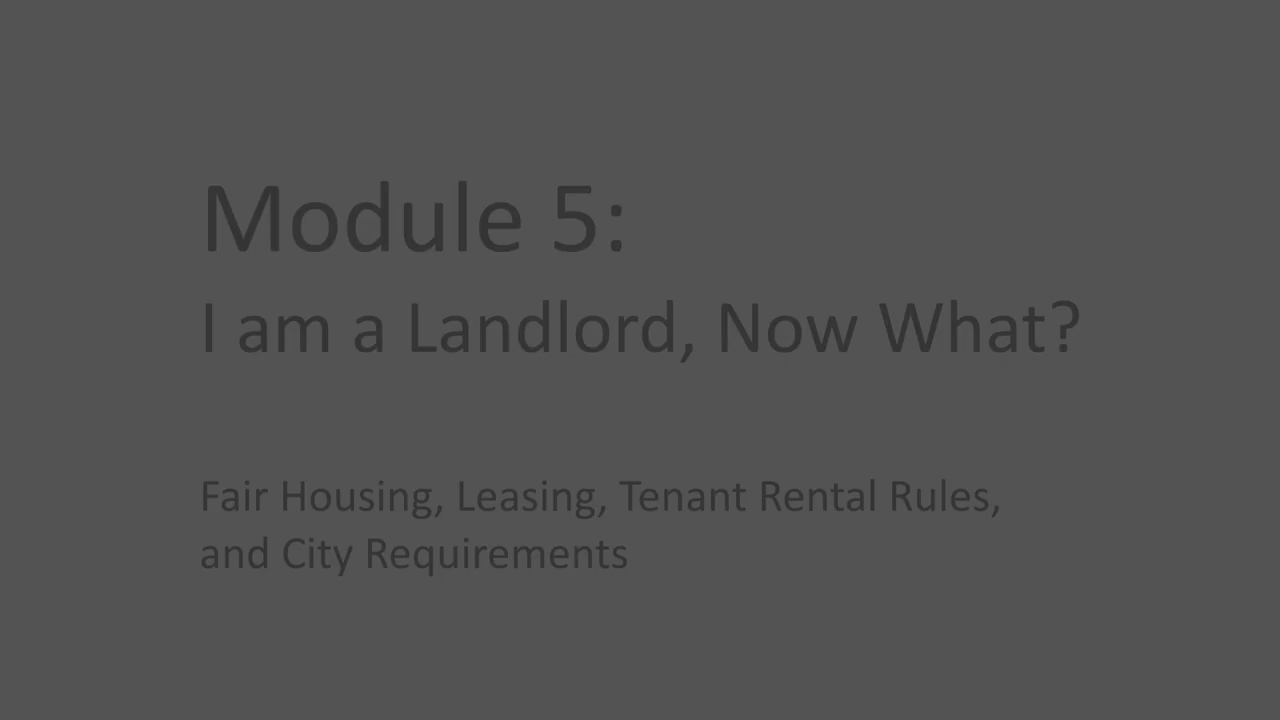 Module 5:
I am a Landlord, Now What?
Fair Housing, Leasing, Tenant Rental Rules,
and City Requirements